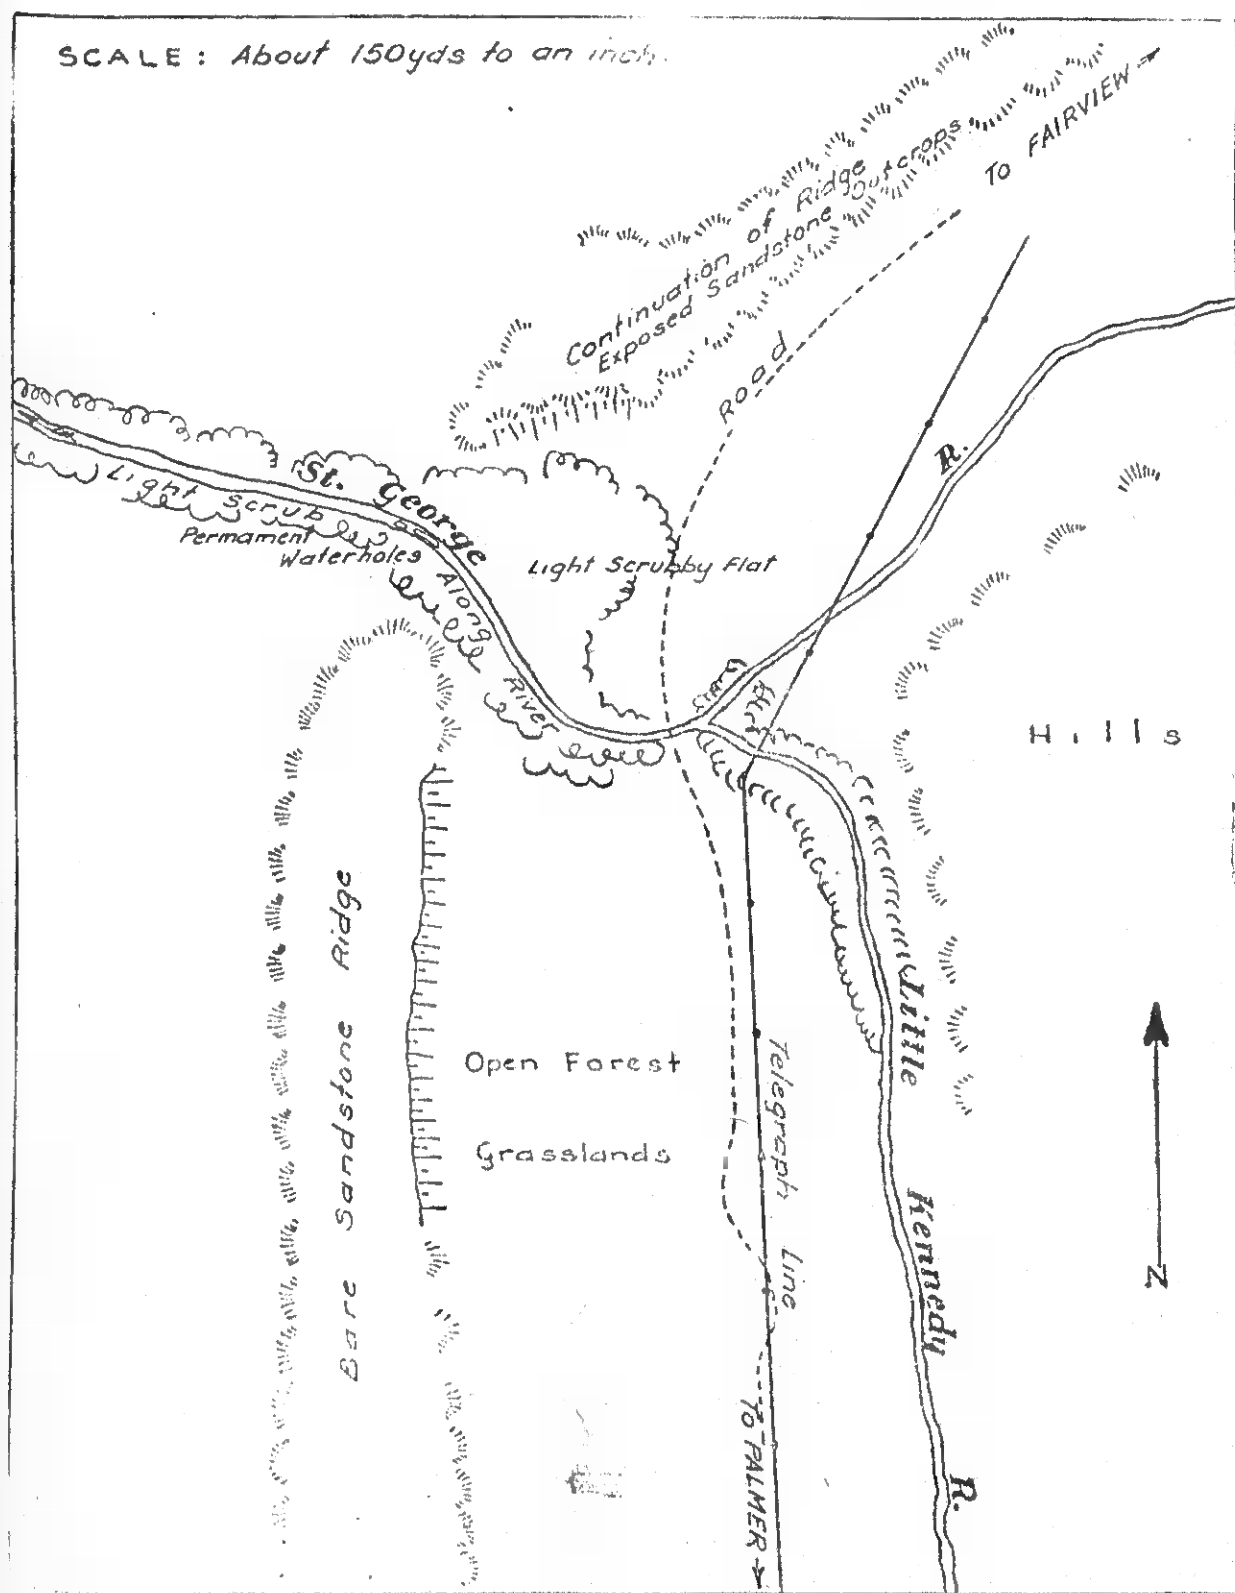 SCALE: About 150yds to an inch.
To FAIRVIEW
Continuation of Ridge
Exposed Sandstone Outcrops
Road
St. George
R.
Light Scrub
Along
River
Permament
Waterholes
Light Scrubby Flat
Hills
Bare Sandstone Ridge
Open Forest
Grasslands
Telegraph Line
Little Kennedy R.
To PALMER
N